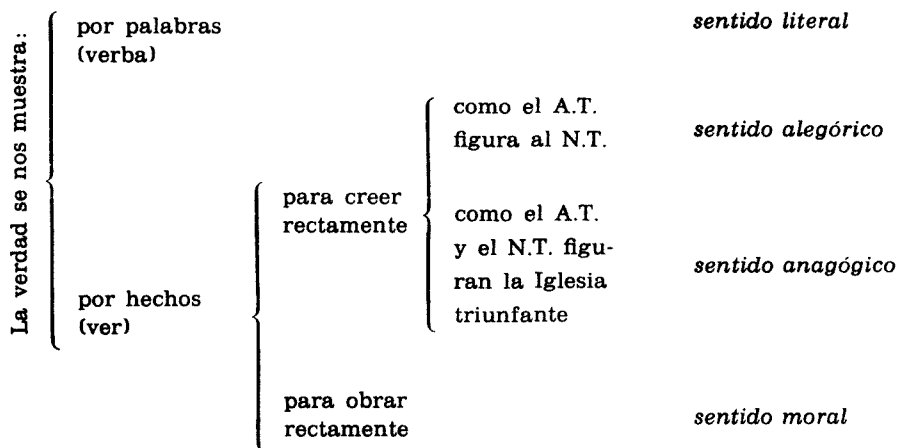 La verdad se nos muestra:
por palabras
(verba)
sentido literal
por hechos
(ver)
para creer
rectamente
como el A.T.
figura al N.T.
sentido alegórico
como el A.T.
y el N.T. figu-
ran la Iglesia
triunfante
sentido anagógico
para obrar
rectamente
sentido moral